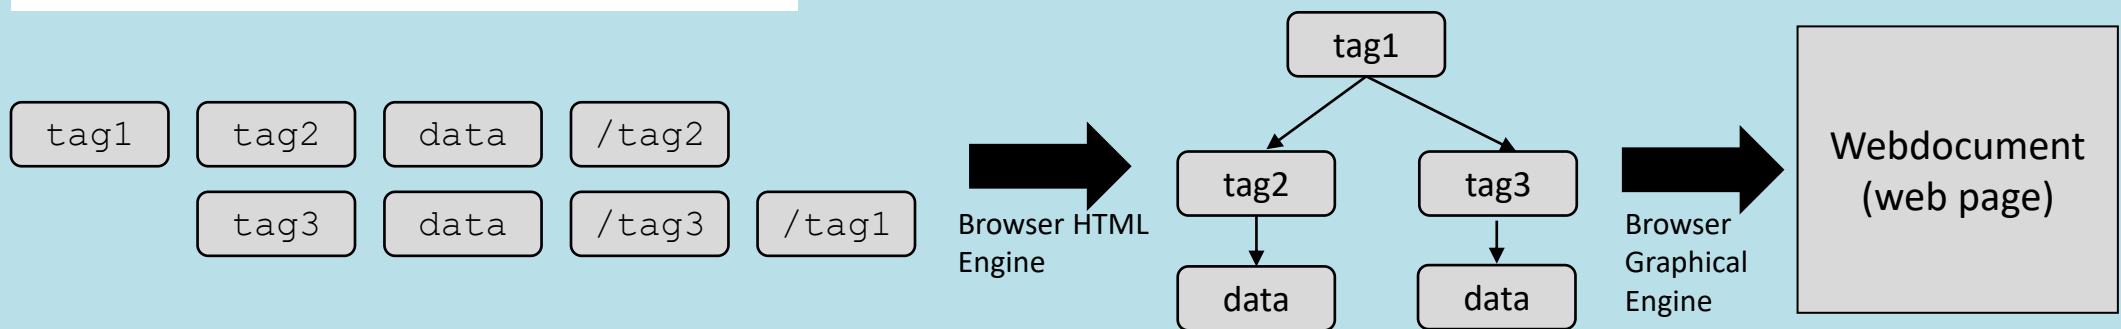 tag1 tag2 data /tag2
tag3 data /tag3 /tag1
Browser HTML
Engine
tag1
tag2 tag3
data data
Browser
Graphical
Engine
Webdocument
(web page)